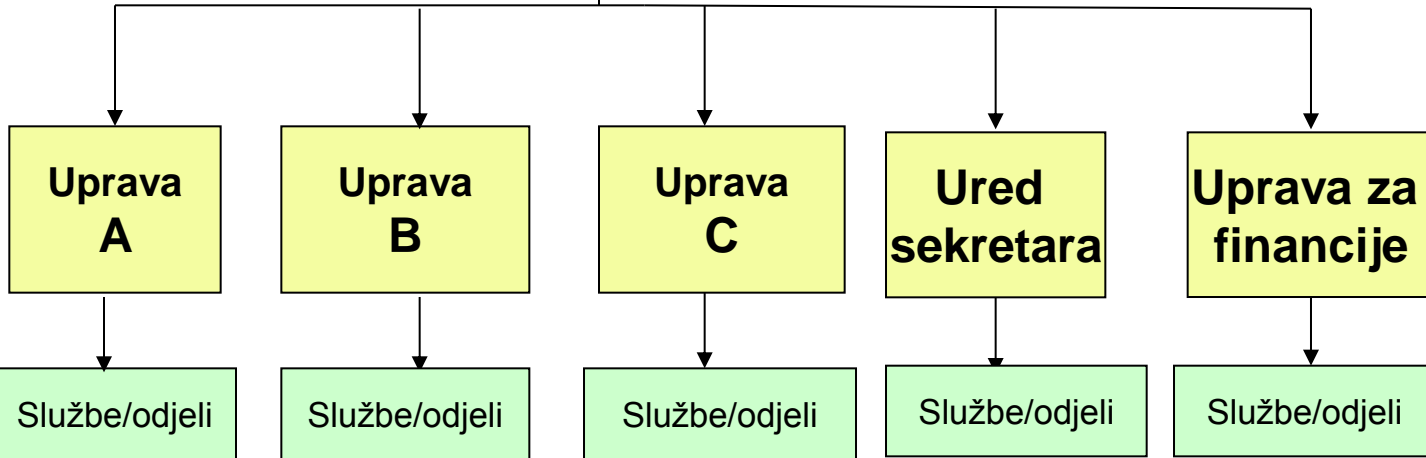 Uprava
A
Uprava
B
Uprava
C
Ured
sekretara
Uprava za
financije
Službe/odjeli
Službe/odjeli
Službe/odjeli
Službe/odjeli
Službe/odjeli